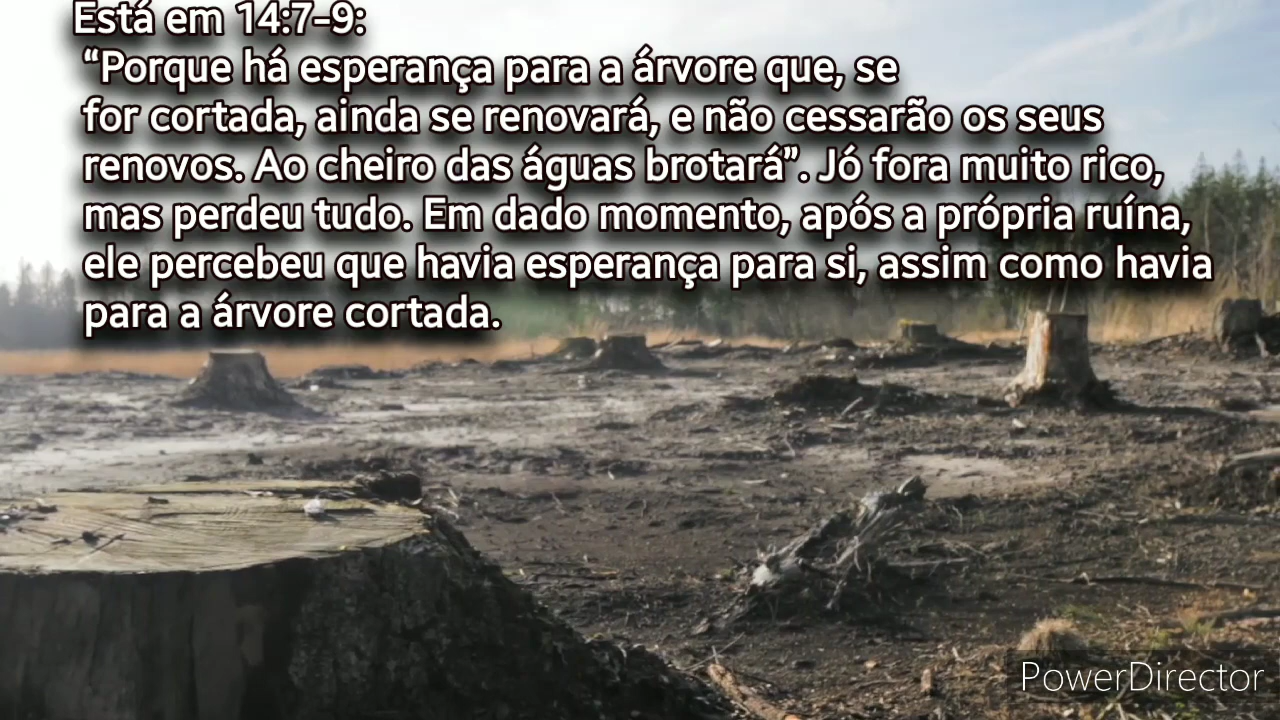 Está em 14:7-9:
“Porque há esperança para a árvore que, se
for cortada, ainda se renovará, e não cessarão os seus
renovos. Ao cheiro das águas brotará”. Jó fora muito rico,
mas perdeu tudo. Em dado momento, após a própria ruína,
ele percebeu que havia esperança para si, assim como havia
para a árvore cortada.
PowerDirector